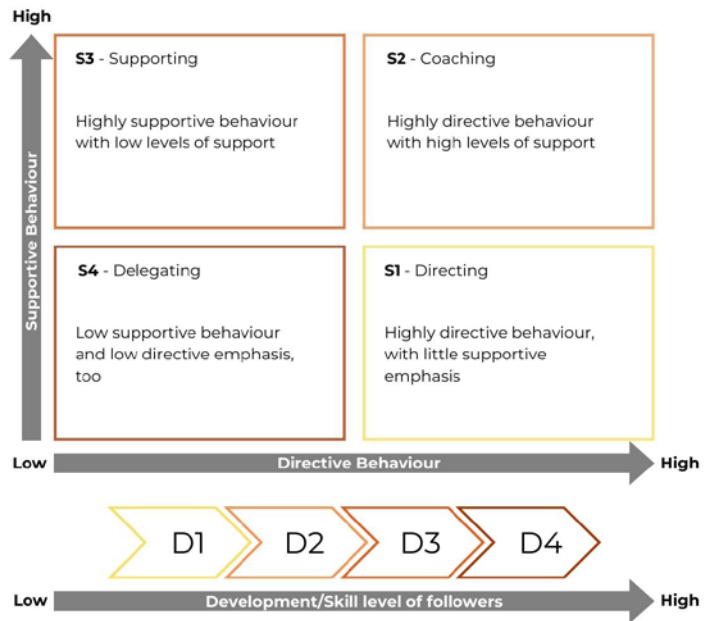 High
S3 - Supporting
Highly supportive behaviour
with low levels of support
S2 - Coaching
Highly directive behaviour
with high levels of support
Supportive Behaviour
S4 - Delegating
Low supportive behaviour
and low directive emphasis,
too
S1 - Directing
Highly directive behaviour,
with little supportive
emphasis
Low
Directive Behaviour
High
D1
D2
D3
D4
Low
Development/Skill level of followers
High